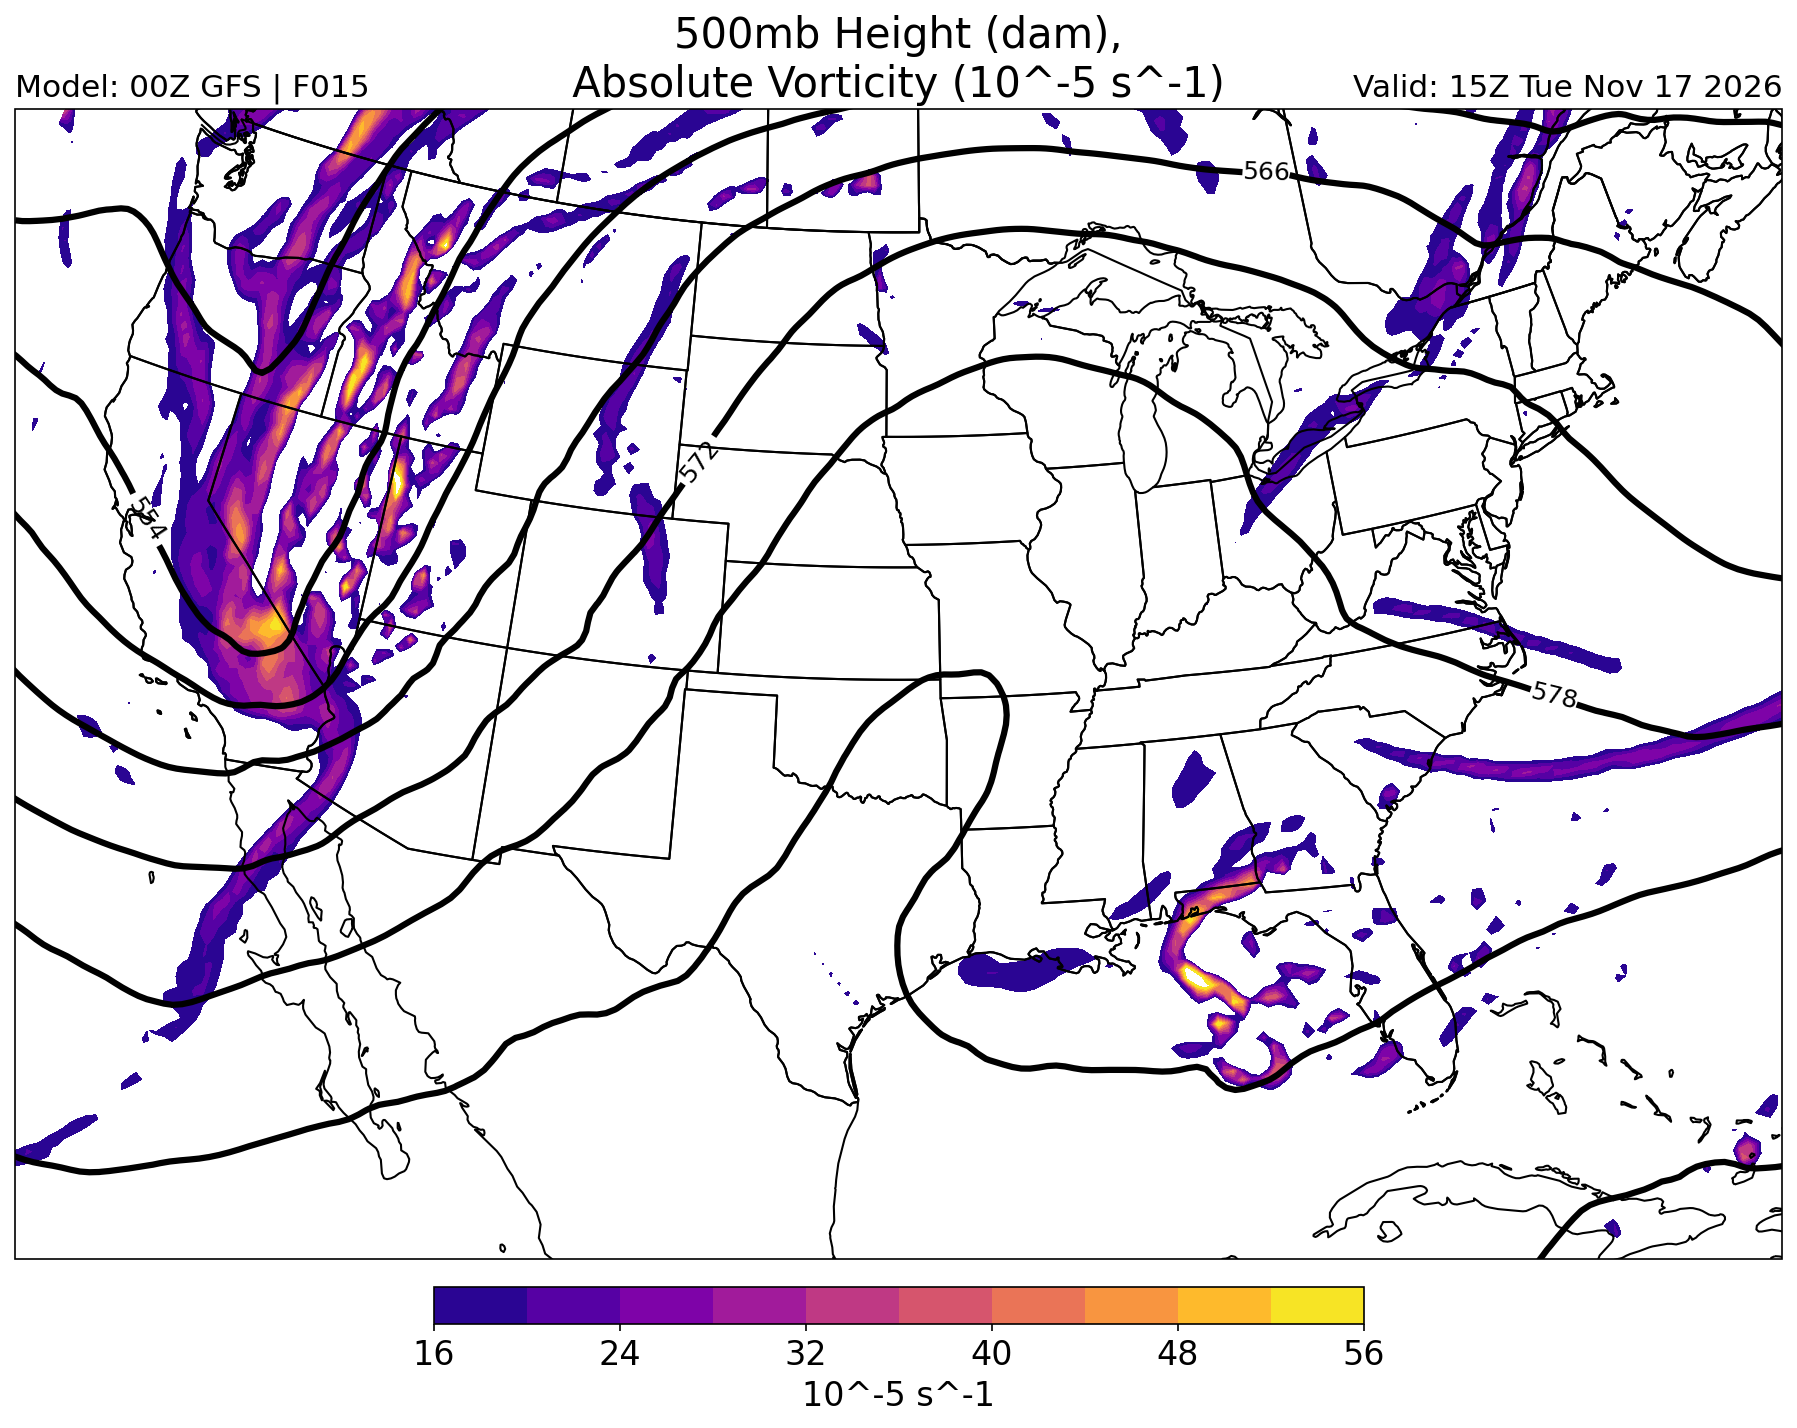 500mb Height (dam),
Model: 00Z GFS | F015
Absolute Vorticity (10^-5 s^-1)
Valid: 15Z Tue Nov 17 2026
566
572
554
578
16 24 32 40 48 56
10^-5 s^-1